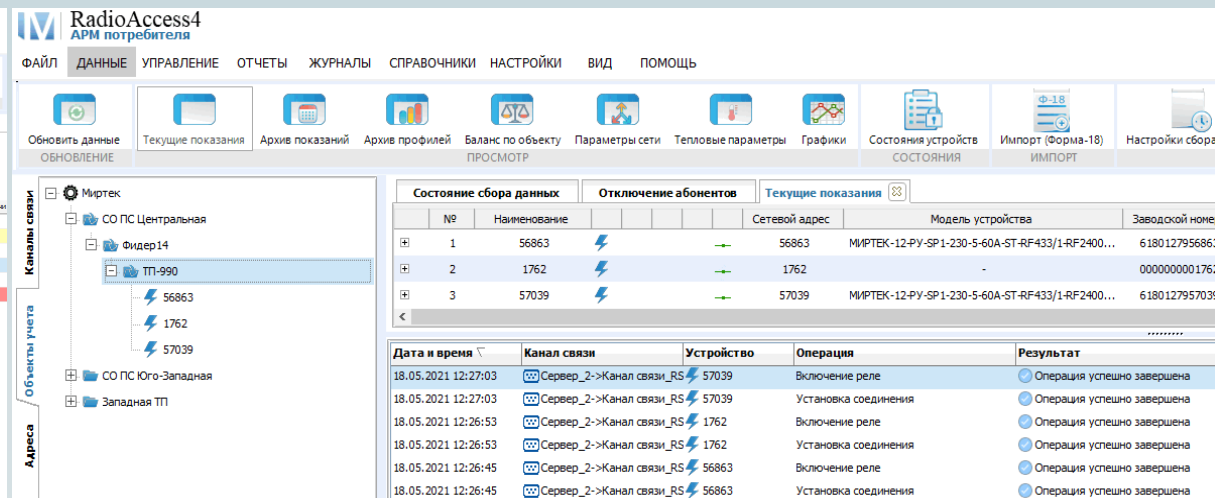 RadioAccess4
АРМ потребителя
ФАЙЛ ДАННЫЕ УПРАВЛЕНИЕ ОТЧЕТЫ ЖУРНАЛЫ СПРАВОЧНИКИ НАСТРОЙКИ ВИД ПОМОЩЬ
Ф-18
Обновить данные Текущие показания Архив показаний Архив профилей Баланс по объекту Параметры сети Тепловые параметры Графики Состояния устройств Импорт (Форма-18) Настройки сбора
ОБНОВЛЕНИЕ ПРОСМОТР СОСТОЯНИЯ ИМПОРТ
Каналы связи
Объекты учета
Адреса
Миртек
СО ПС Центральная
Фидер14
ТП-990
56863
1762
57039
СО ПС Юго-Западная
Западная ТП
Состояние сбора данных Отключение абонентов Текущие показания
№ Наименование Сетевой адрес Модель устройства Заводской номе
1 56863 56863 МИРТЕК-12-РУ-SP1-230-5-60A-ST-RF433/1-RF2400... 618012795686
2 1762 1762 - 000000001762
3 57039 57039 МИРТЕК-12-РУ-SP1-230-5-60A-ST-RF433/1-RF2400... 618012795703
Дата и время Канал связи Устройство Операция Результат
18.05.2021 12:27:03 Сервер_2->Канал связи_RS 57039 Включение реле Операция успешно завершена
18.05.2021 12:27:03 Сервер_2->Канал связи_RS 57039 Установка соединения Операция успешно завершена
18.05.2021 12:26:53 Сервер_2->Канал связи_RS 1762 Включение реле Операция успешно завершена
18.05.2021 12:26:53 Сервер_2->Канал связи_RS 1762 Установка соединения Операция успешно завершена
18.05.2021 12:26:45 Сервер_2->Канал связи_RS 56863 Включение реле Операция успешно завершена
18.05.2021 12:26:45 Сервер_2->Канал связи_RS 56863 Установка соединения Операция успешно завершена